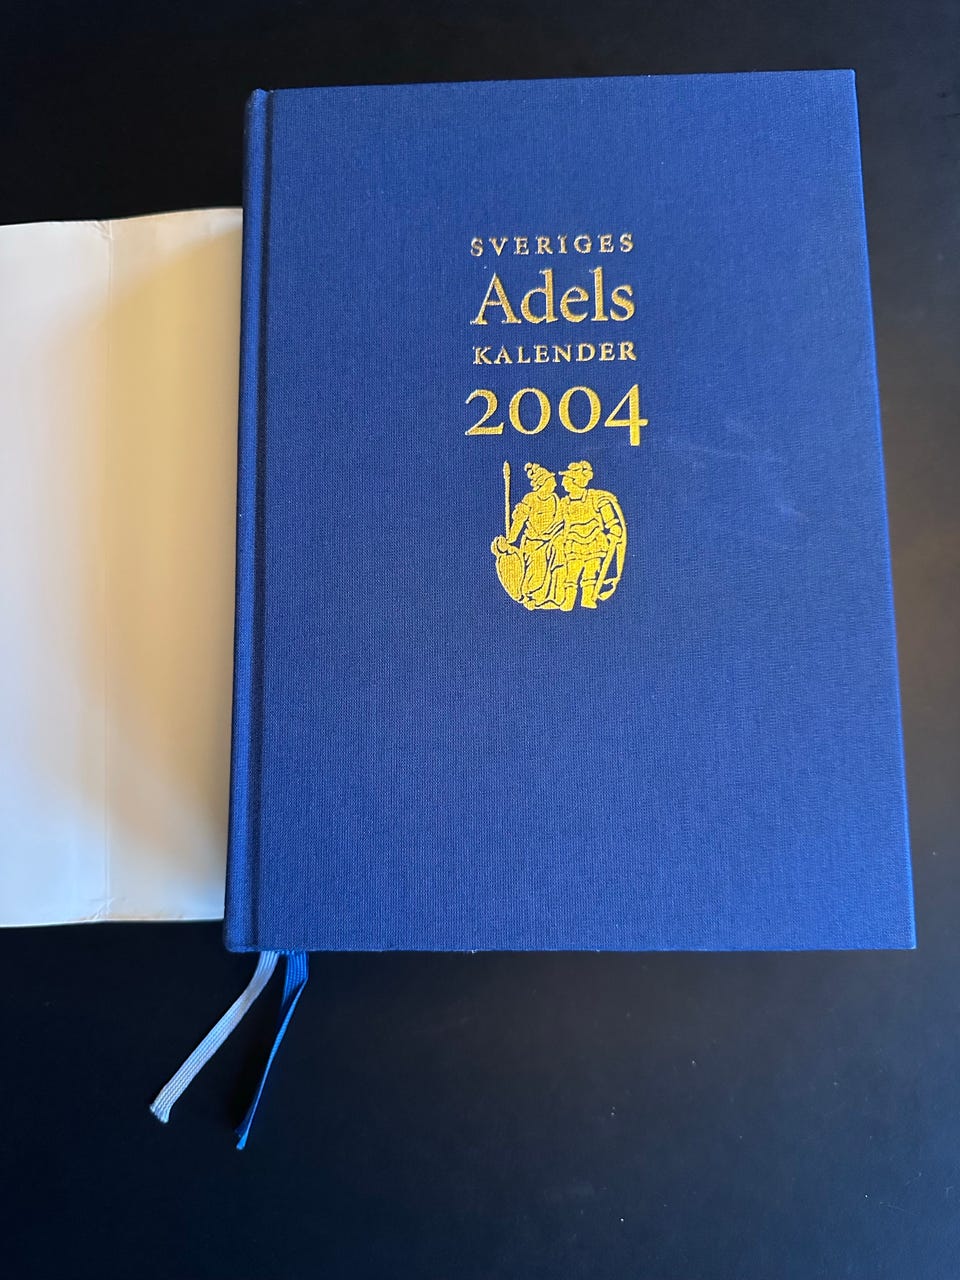 SVERIGES
Adels
KALENDER
2004